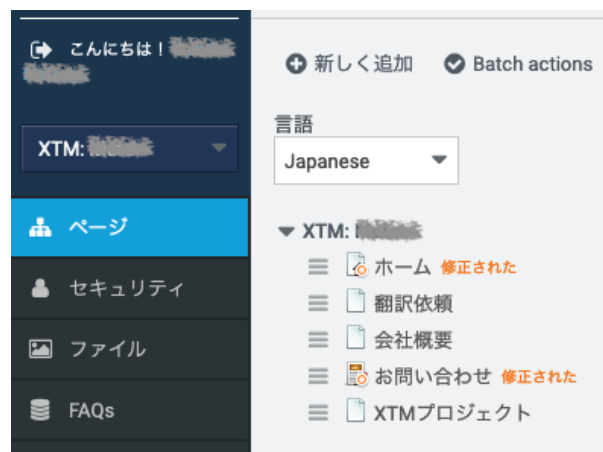 こんにちは！
XTM:
ページ
セキュリティ
ファイル
FAQs
新しく追加 Batch actions
言語
Japanese
XTM:
ホーム 修正された
翻訳依頼
会社概要
お問い合わせ 修正された
XTMプロジェクト